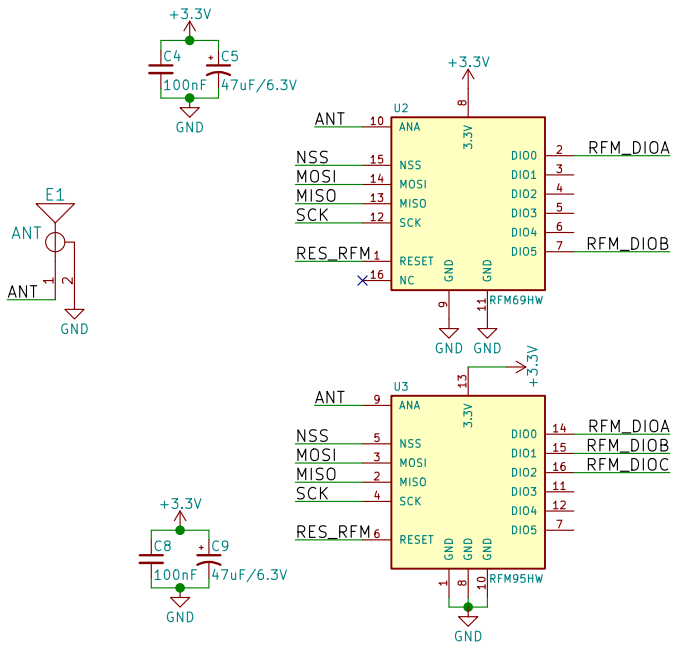 +3.3V
C4
C5
100nF
47uF/6.3V
GND
E1
ANT
1
2
ANT
GND
+3.3V
8
U2
ANT 10 ANA
3.3V
NSS 15 NSS
MOSI 14 MOSI
MISO 13 MISO
SCK 12 SCK
RES_RFM 1 RESET
16 NC
DIO0 2 RFM_DIOA
DIO1 3
DIO2 4
DIO3 5
DIO4 6
DIO5 7 RFM_DIOB
GND
GND
9
11
RFM69HW
GND
GND
+3.3V
13
U3
ANT 9 ANA
3.3V
NSS 5 NSS
MOSI 3 MOSI
MISO 2 MISO
SCK 4 SCK
RES_RFM 6 RESET
DIO0 14 RFM_DIOA
DIO1 15 RFM_DIOB
DIO2 16 RFM_DIOC
DIO3 11
DIO4 12
DIO5 7
GND
GND
GND
1
8
10
RFM95HW
GND
+3.3V
C8
C9
100nF
47uF/6.3V
GND